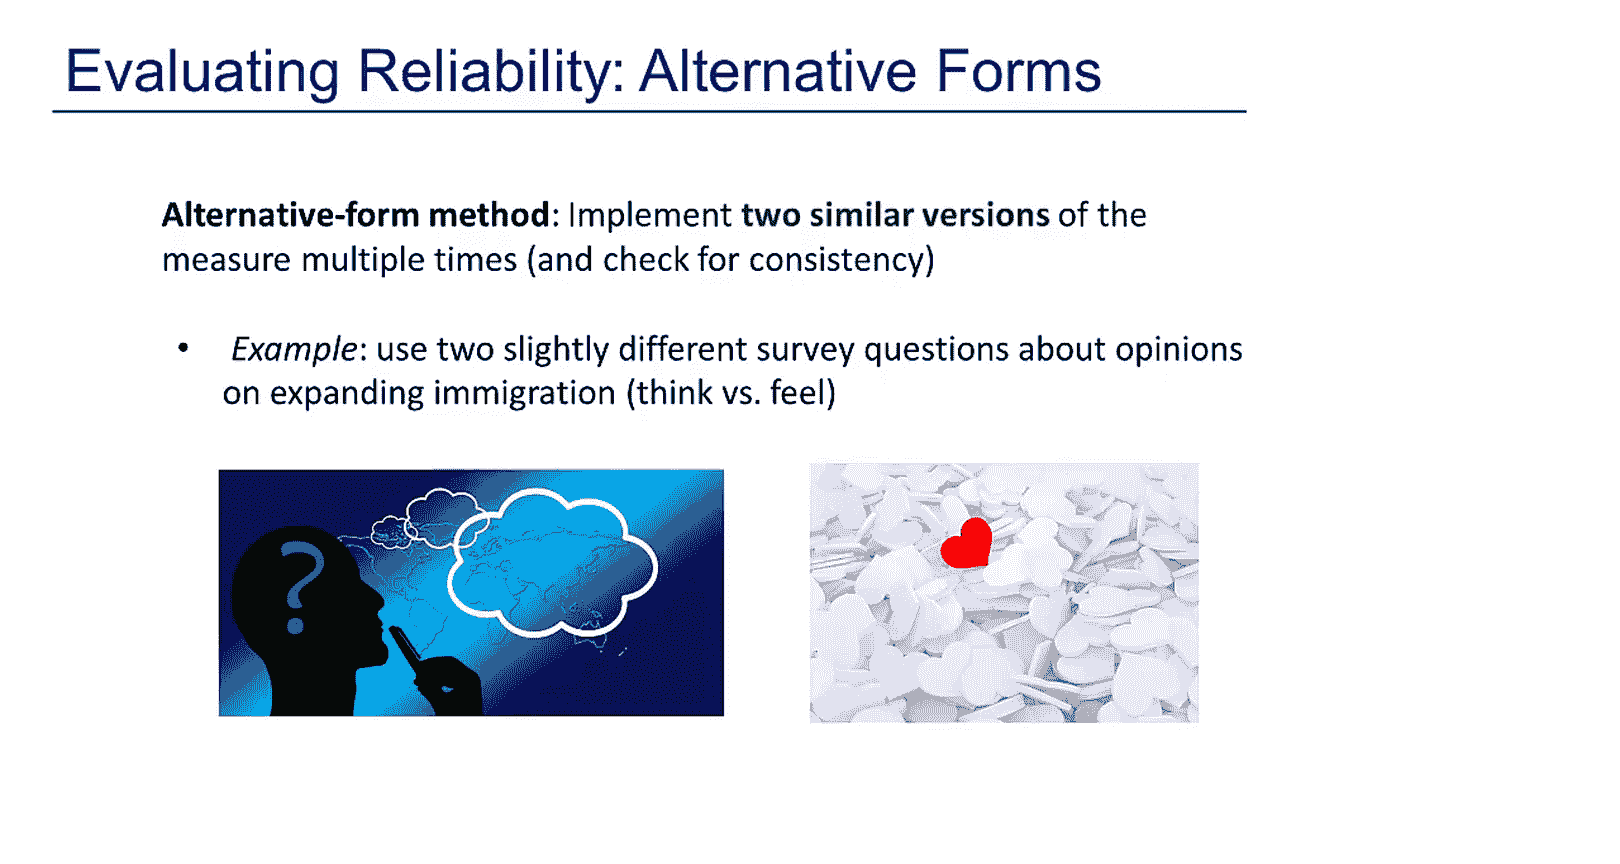 Evaluating Reliability: Alternative Forms
Alternative-form method: Implement two similar versions of the
measure multiple times (and check for consistency)
• Example: use two slightly different survey questions about opinions
on expanding immigration (think vs. feel)
?